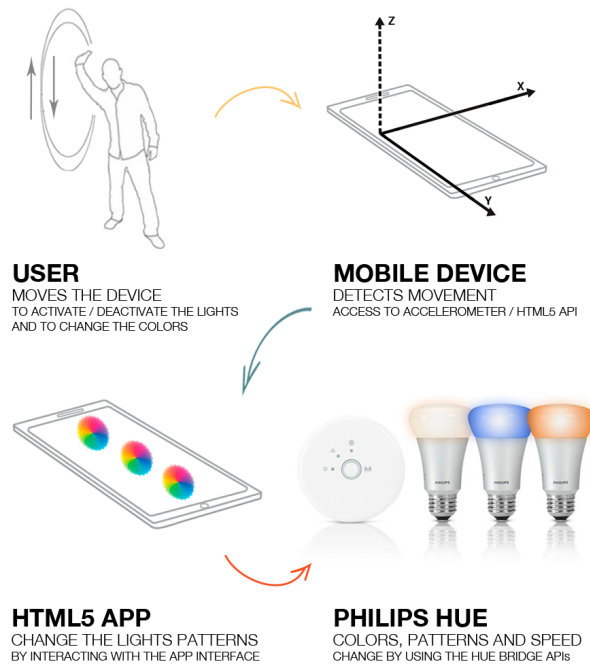 Z
X
Y
USER
MOVES THE DEVICE
TO ACTIVATE / DEACTIVATE THE LIGHTS
AND TO CHANGE THE COLORS
MOBILE DEVICE
DETECTS MOVEMENT
ACCESS TO ACCELEROMETER / HTML5 API
PHILIPS
PHILIPS
PHILIPS
HTML5 APP
CHANGE THE LIGHTS PATTERNS
BY INTERACTING WITH THE APP INTERFACE
PHILIPS HUE
COLORS, PATTERNS AND SPEED
CHANGE BY USING THE HUE BRIDGE APIs